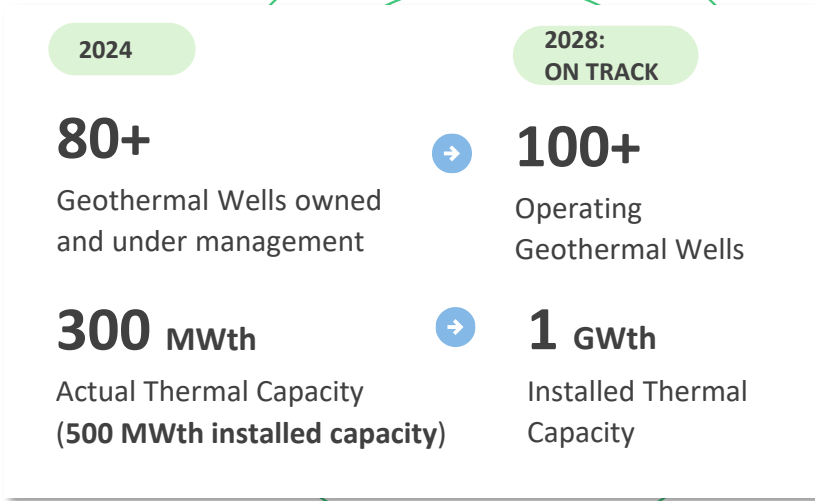 2024
80+
Geothermal Wells owned
and under management
300 MWth
Actual Thermal Capacity
(500 MWth installed capacity)
2028:
ON TRACK
100+
Operating
Geothermal Wells
1 GWth
Installed Thermal
Capacity